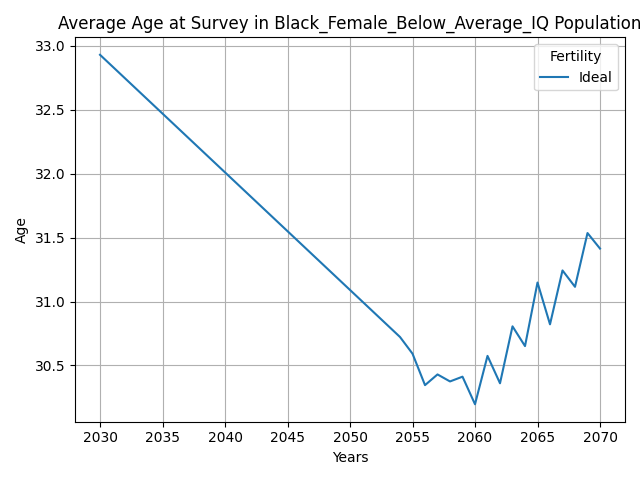 Average Age at Survey in Black_Female_Below_Average_IQ Population
33.0
32.5
32.0
31.5
31.0
30.5
Age
Fertility
Ideal
2030 2035 2040 2045 2050 2055 2060 2065 2070
Years